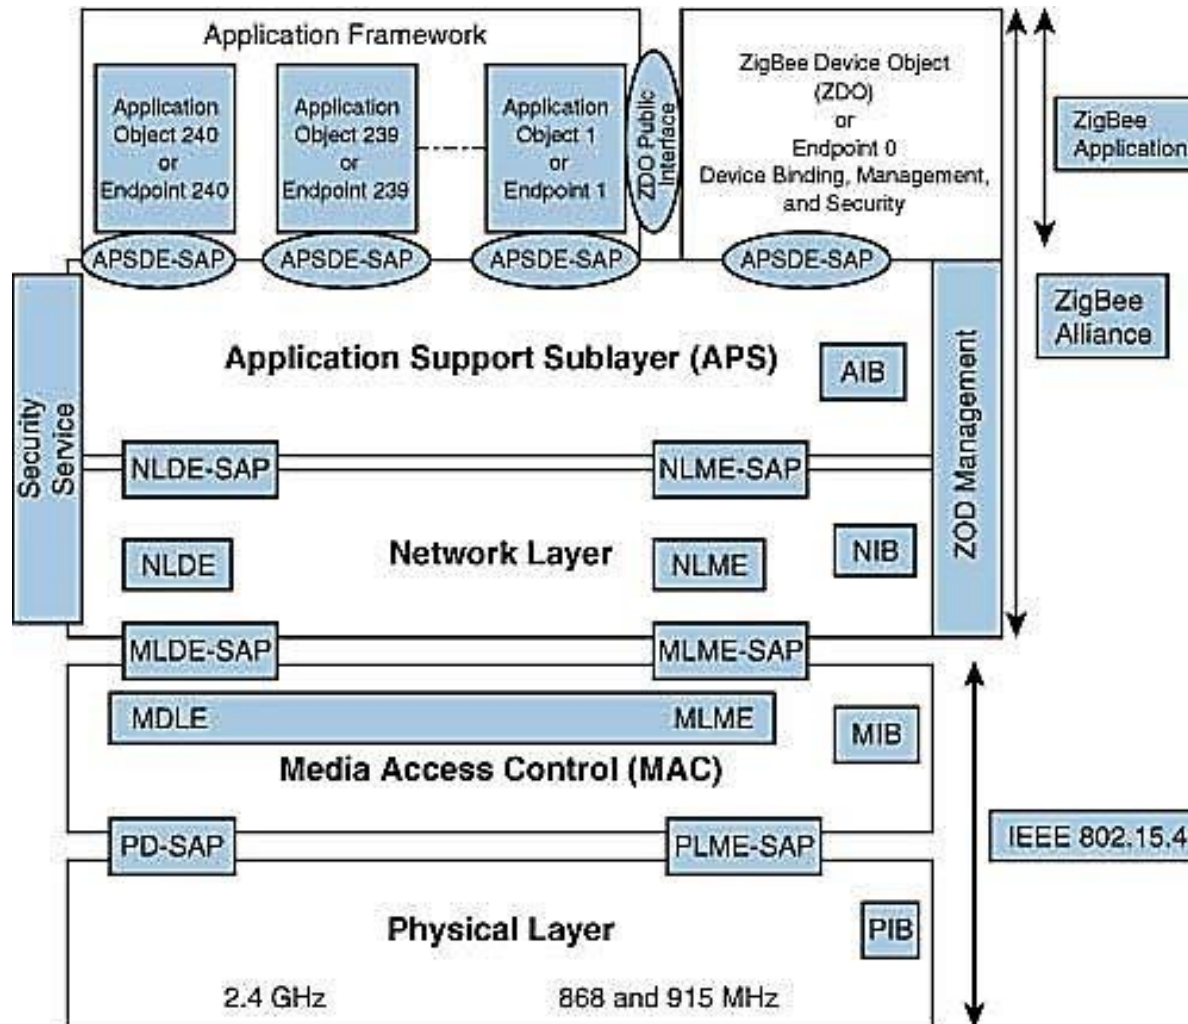 Application Framework
Application
Object 240
or
Endpoint 240
Application
Object 239
or
Endpoint 239
Application
Object 1
or
Endpoint 1
ZDO Public
Interface
ZigBee Device Object
(ZDO)
or
Endpoint 0
Device Binding, Management,
and Security
ZigBee
Application
APSDE-SAP
APSDE-SAP
APSDE-SAP
APSDE-SAP
ZigBee
Alliance
Security
Service
Application Support Sublayer (APS)
AIB
ZOD Management
NLDE-SAP
NLME-SAP
NLDE
Network Layer
NLME
NIB
MLDE-SAP
MLME-SAP
MDLE
MLME
MIB
Media Access Control (MAC)
PD-SAP
PLME-SAP
IEEE 802.15.4
Physical Layer
PIB
2.4 GHz
868 and 915 MHz